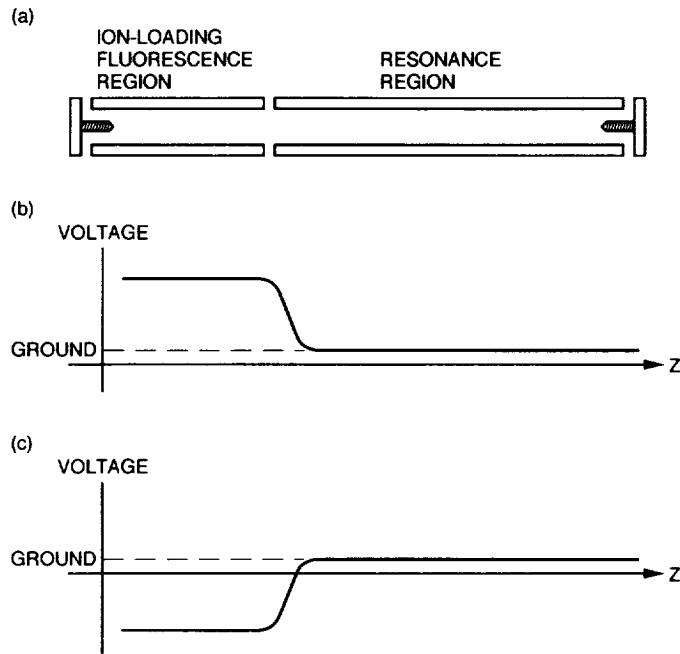 (a)
ION-LOADING
FLUORESCENCE
REGION
RESONANCE
REGION
(b)
VOLTAGE
GROUND
Z
(c)
VOLTAGE
GROUND
Z